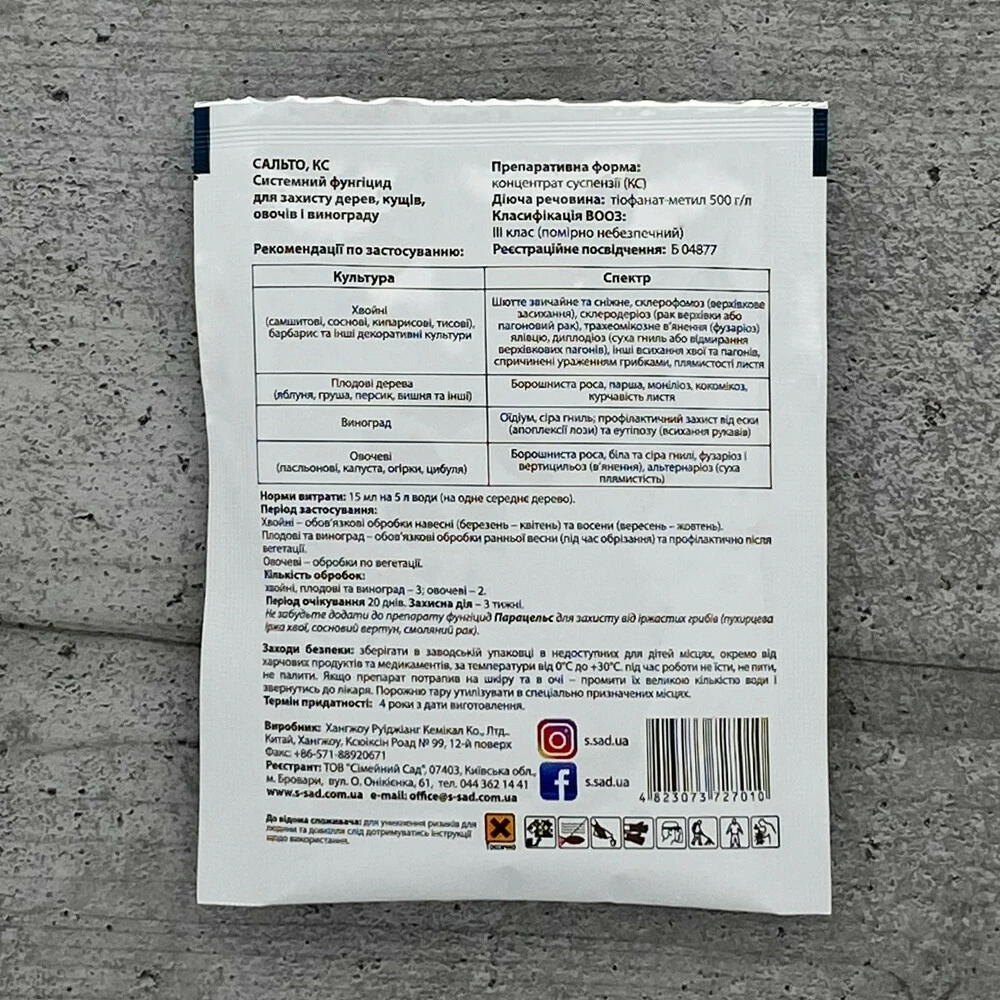 САЛЬТО, КС
Системний фунгіцид
для захисту дерев, кущів,
овочів і винограду
Рекомендації по застосуванню:
Препаративна форма:
концентрат суспензії (КС)
Діюча речовина: тіофанат-метил 500 г/л
Класифікація ВООЗ:
III клас (помірно небезпечний)
Реєстраційне посвідчення: Б 04877
Культура
Спектр
Хвойні
(самшитові, соснові, кипарисові, тисові),
барбарис та інші декоративні культури
Шютте звичайне та сніжне, склерофомоз (верхівкове
засихання), склеродеріоз (рак верхівки або
пагоновий рак), трахеомікозне в'янення (фузаріоз)
ялівцю, диплодіоз (суха гниль або відмирання
верхівкових пагонів), інші всихання хвої та пагонів,
спричинені ураженням грибками, плямистості листя
Плодові дерева
(яблуня, груша, персик, вишня та інші)
Борошниста роса, парша, моніліоз, кокомікоз,
курчавість листя
Виноград
Оїдіум, сіра гниль; профілактичний захист від ески
(апоплексії лози) та еутіпозу (всихання рукавів)
Овочеві
(пасльонові, капуста, огірки, цибуля)
Борошниста роса, біла та сіра гнилі, фузаріоз і
вертицильоз (в'янення), альтернаріоз (суха
плямистість)
Норми витрати: 15 мл на 5 л води (на одне середнє дерево).
Період застосування:
Хвойні – обов'язкові обробки навесні (березень – квітень) та восени (вересень – жовтень).
Плодові та виноград – обов'язкові обробки ранньої весни (під час обрізання) та профілактично після
вегетації.
Овочеві – обробки по вегетації.
Кількість обробок:
хвойні, плодові та виноград – 3; овочеві – 2.
Період очікування 20 днів. Захисна дія – 3 тижні.
Не забудьте додати до препарату фунгіцид Парацельс для захисту від іржастих грибів (пухирцева
іржа хвої, сосновий вертун, смоляний рак).
Заходи безпеки: зберігати в заводській упаковці в недоступних для дітей місцях, окремо від
харчових продуктів та медикаментів, за температури від 0°С до +30°С. під час роботи не їсти, не пити,
не палити. Якщо препарат потрапив на шкіру та в очі – промити їх великою кількістю води і
звернутись до лікаря. Порожню тару утилізувати в спеціально призначених місцях.
Термін придатності: 4 роки з дати виготовлення.
Виробник: Хангжоу Руіджіанг Кемікал Ко., Лтд.,
Китай, Хангжоу, Ксюіксін Роад № 99, 12-й поверх
Факс: +86-571-88920671
Реєстрант: ТОВ "Сімейний Сад", 07403, Київська обл.,
м. Бровари, вул. О. Онікієнка, 61, тел. 044 362 14 41
www.s-sad.com.ua e-mail: office@s-sad.com.ua
s.sad.ua
s.sad.ua
4 823073 727010
До відома споживача: для уникнення ризиків для
людини та довкілля слід дотримуватись інструкції
щодо використання.
ТОКСИЧНО